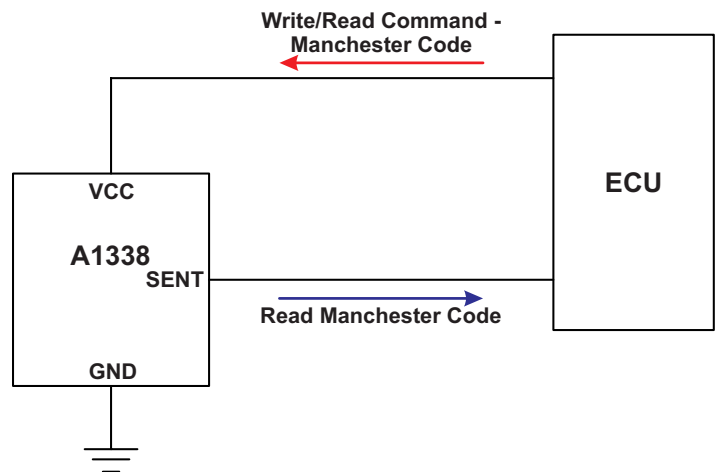 Write/Read Command -
Manchester Code
ECU
VCC
A1338
SENT
Read Manchester Code
GND